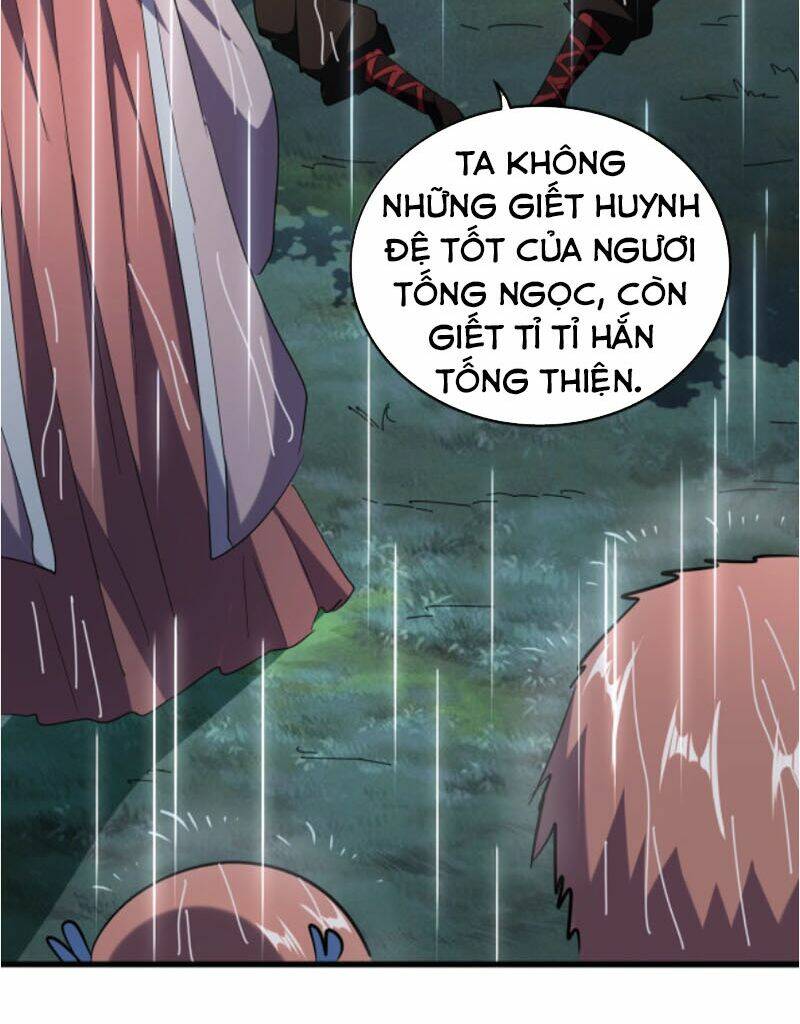 TA KHÔNG
NHỮNG GIẾT HUYNH
ĐỆ TỐT CỦA NGƯƠI
TỐNG NGỌC, CÒN
GIẾT TỈ TỈ HẮN
TỐNG THIỆN.